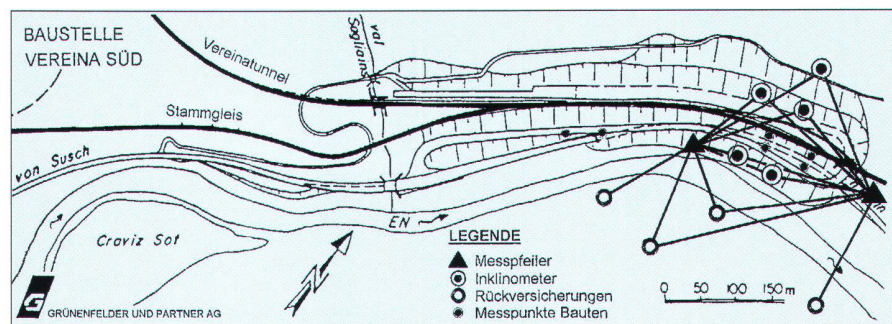 BAUSTELLE
VEREINA SÜD
Vereinatunnel
Val
Sagliains
Stammgleis
von Susch
EN
Craviz Sot
N
LEGENDE
Messpfeiler
Inklinometer
Rückversicherungen
Messpunkte Bauten
0 50 100 150 m
G
GRÜNENFELDER UND PARTNER AG